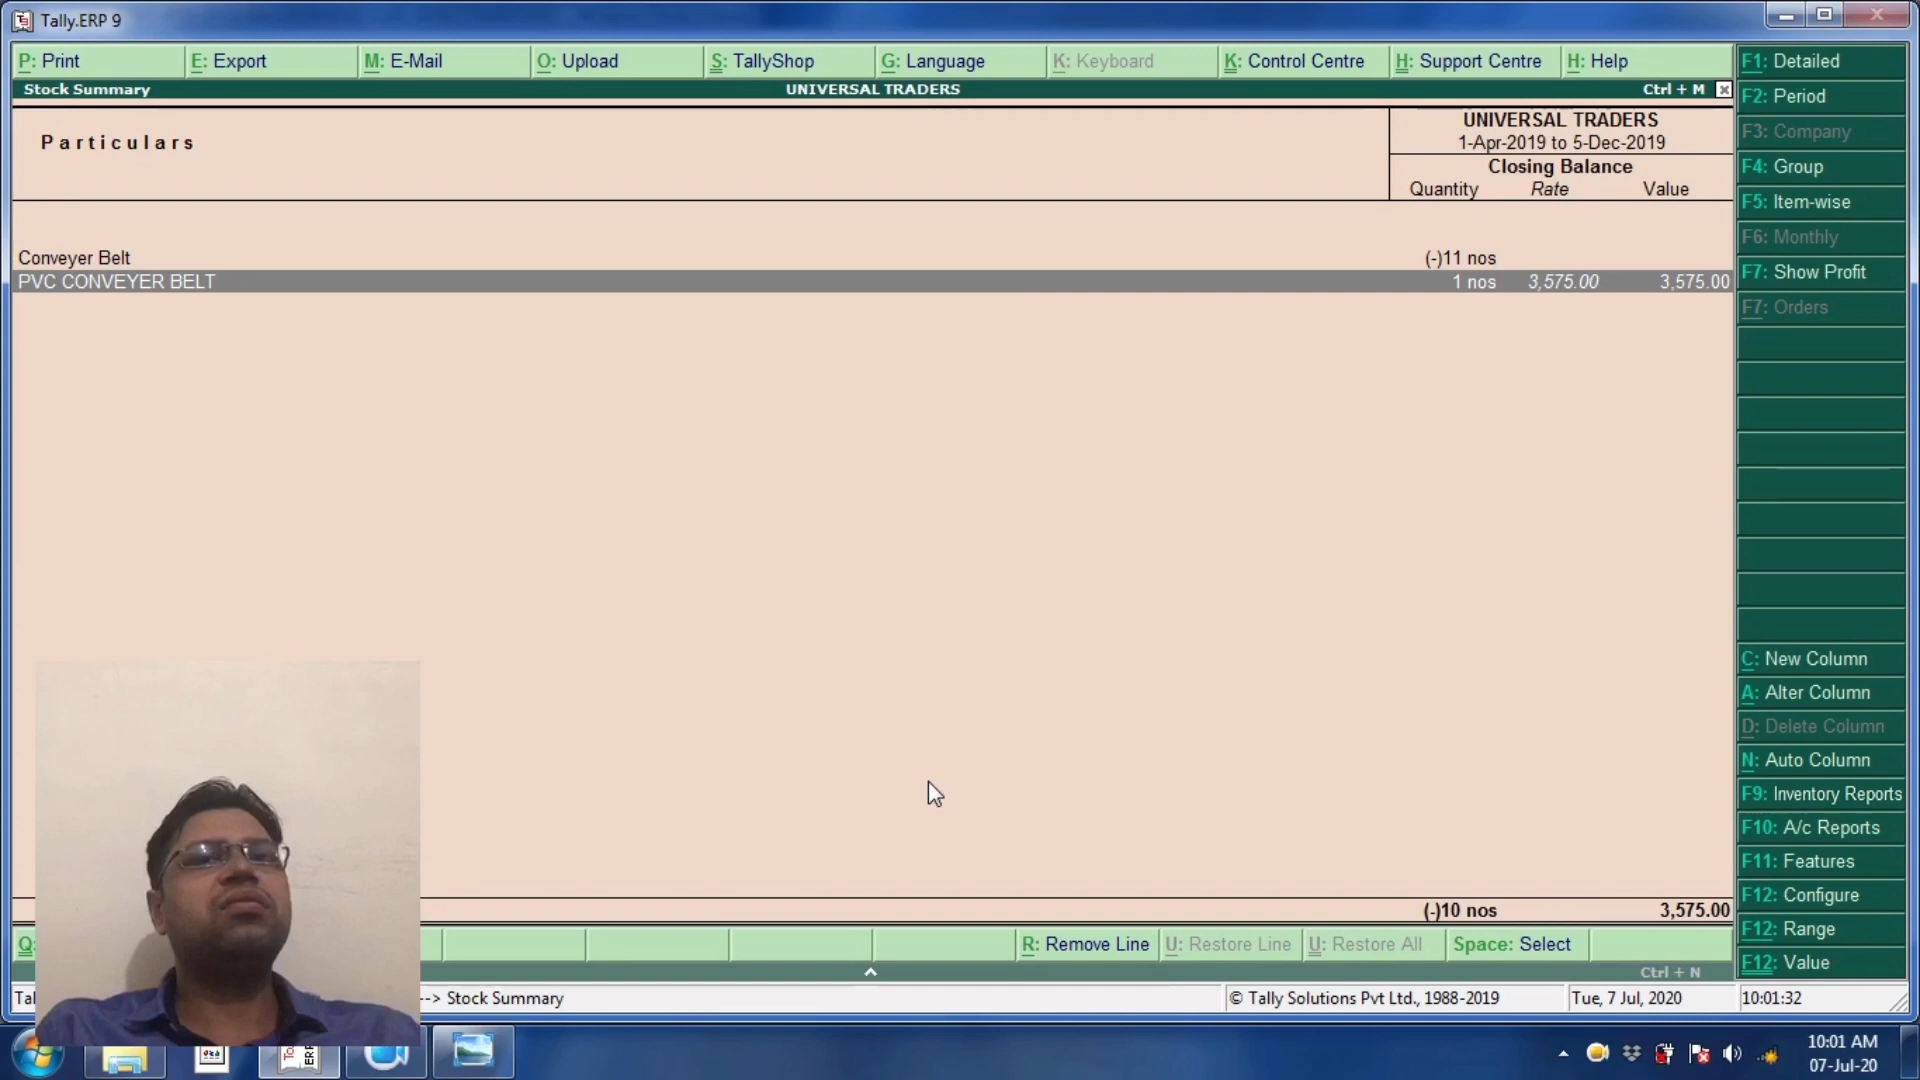 Tally.ERP 9
P: Print E: Export M: E-Mail O: Upload S: TallyShop G: Language K: Keyboard K: Control Centre H: Support Centre H: Help
Stock Summary UNIVERSAL TRADERS Ctrl + M
Particulars
UNIVERSAL TRADERS
1-Apr-2019 to 5-Dec-2019
Closing Balance
Quantity Rate Value
Conveyer Belt (-)11 nos
PVC CONVEYER BELT 1 nos 3,575.00 3,575.00
(-)10 nos 3,575.00
F1: Detailed
F2: Period
F3: Company
F4: Group
F5: Item-wise
F6: Monthly
F7: Show Profit
F7: Orders
C: New Column
A: Alter Column
D: Delete Column
N: Auto Column
F9: Inventory Reports
F10: A/c Reports
F11: Features
F12: Configure
F12: Range
F12: Value
Q: R: Remove Line U: Restore Line U: Restore All Space: Select
Ctrl + N
--> Stock Summary © Tally Solutions Pvt Ltd., 1988-2019 Tue, 7 Jul, 2020 10:01:32
10:01 AM
07-Jul-20